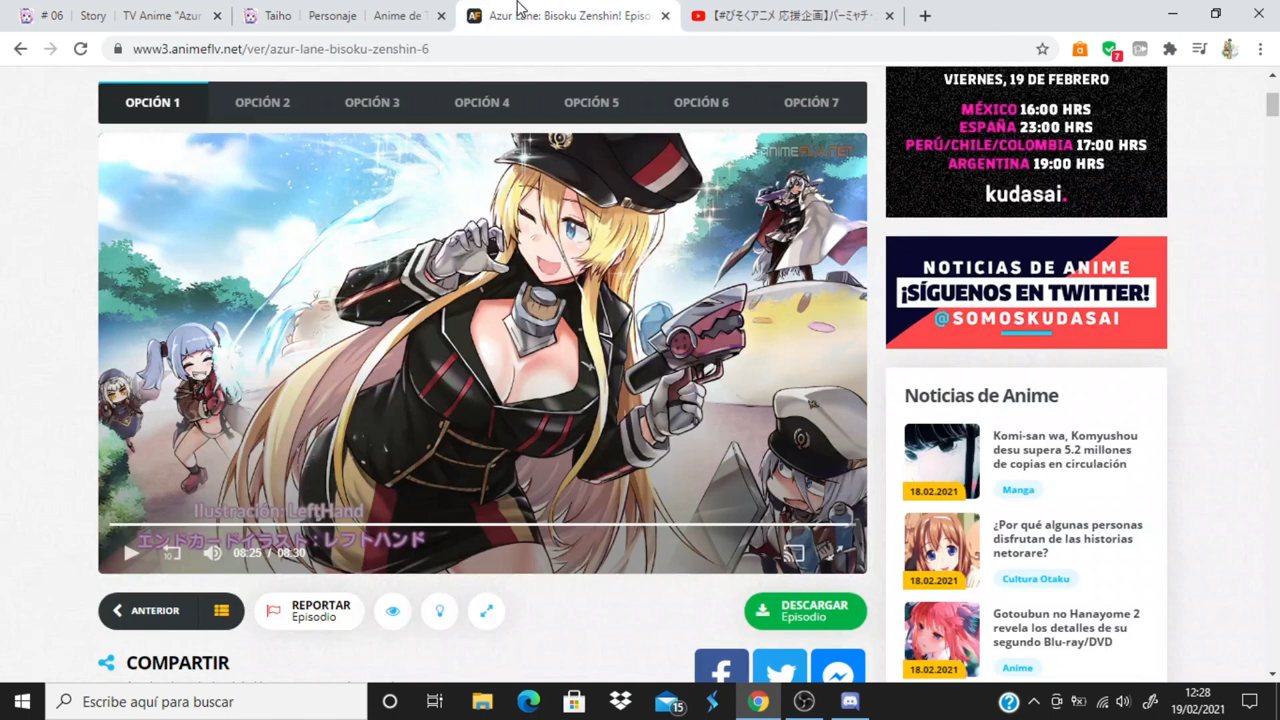 # 06 | Story | TV Anime "Azur
Taiho | Personaje | Anime de T
Azur Lane: Bisoku Zenshin! Episo
【#びそくアニメ 応援企画】パーミャチ・
www3.animeflv.net/ver/azur-lane-bisoku-zenshin-6
7
OPCIÓN 1
OPCIÓN 2
OPCIÓN 3
OPCIÓN 4
OPCIÓN 5
OPCIÓN 6
OPCIÓN 7
ANIMEFLV.NET
Ilustración: LeftHand
エンドカードイラスト：レフトハンド
10
08:25 / 08:30
ANTERIOR
REPORTAR
Episodio
DESCARGAR
Episodio
COMPARTIR
VIERNES, 19 DE FEBRERO
MÉXICO 16:00 HRS
ESPAÑA 23:00 HRS
PERÚ/CHILE/COLOMBIA 17:00 HRS
ARGENTINA 19:00 HRS
kudasai.
NOTICIAS DE ANIME
¡SÍGUENOS EN TWITTER!
@SOMOSKUDASAI
Noticias de Anime
Komi-san wa, Komyushou
desu supera 5.2 millones
de copias en circulación
18.02.2021
Manga
¿Por qué algunas personas
disfrutan de las historias
netorare?
18.02.2021
Cultura Otaku
Gotoubun no Hanayome 2
revela los detalles de su
segundo Blu-ray/DVD
18.02.2021
Anime
Escribe aquí para buscar
15
12:28
19/02/2021